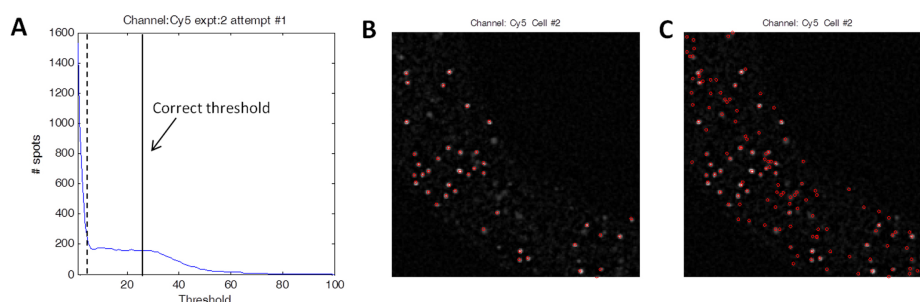 A
Channel:Cy5 expt:2 attempt #1
1600
1400
1200
1000
800
600
400
200
0
# spots
Correct threshold
20
40
60
80
100
Threshold
B
Channel: Cy5 Cell #2
C
Channel: Cy5 Cell #2